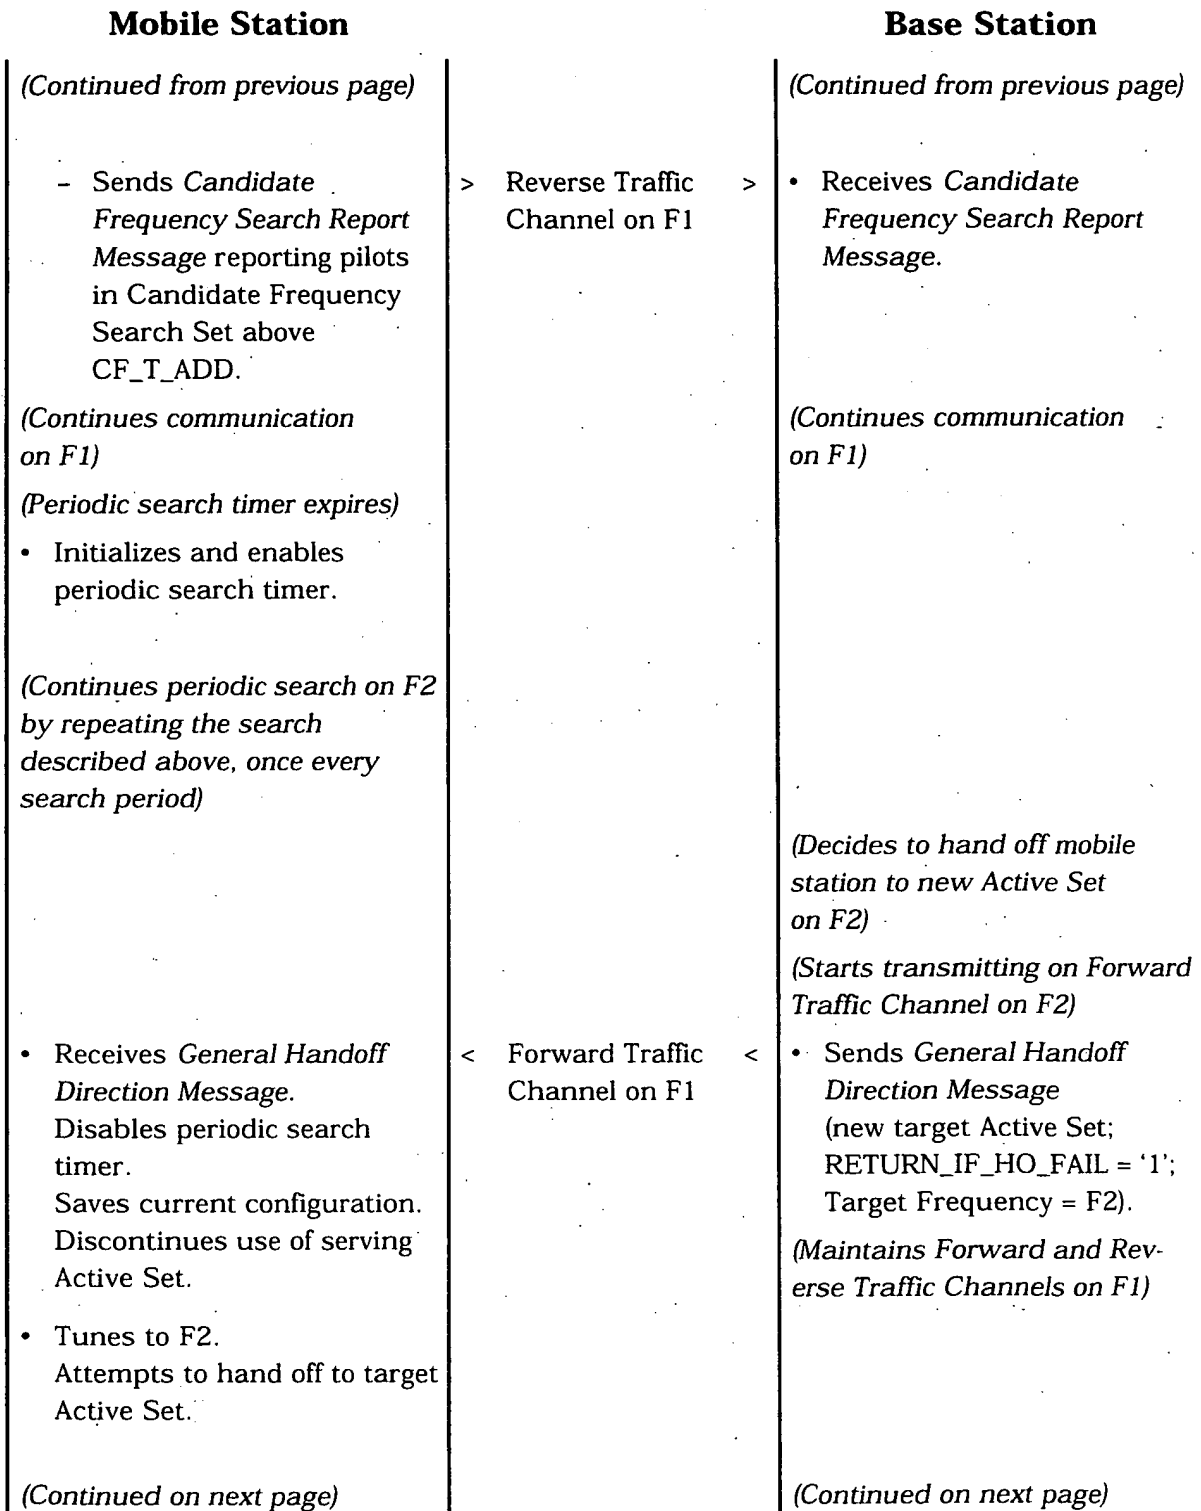 Mobile Station
Base Station
(Continued from previous page)
(Continued from previous page)
– Sends Candidate
Frequency Search Report
Message reporting pilots
in Candidate Frequency
Search Set above
CF_T_ADD.
> Reverse Traffic >
Channel on F1
• Receives Candidate
Frequency Search Report
Message.
(Continues communication
on F1)
(Continues communication
on F1)
(Periodic search timer expires)
• Initializes and enables
periodic search timer.
(Continues periodic search on F2
by repeating the search
described above, once every
search period)
(Decides to hand off mobile
station to new Active Set
on F2)
(Starts transmitting on Forward
Traffic Channel on F2)
• Receives General Handoff
Direction Message.
Disables periodic search
timer.
Saves current configuration.
Discontinues use of serving
Active Set.
< Forward Traffic <
Channel on F1
• Sends General Handoff
Direction Message
(new target Active Set;
RETURN_IF_HO_FAIL = ‘1’;
Target Frequency = F2).
(Maintains Forward and Rev-
erse Traffic Channels on F1)
• Tunes to F2.
Attempts to hand off to target
Active Set.
(Continued on next page)
(Continued on next page)